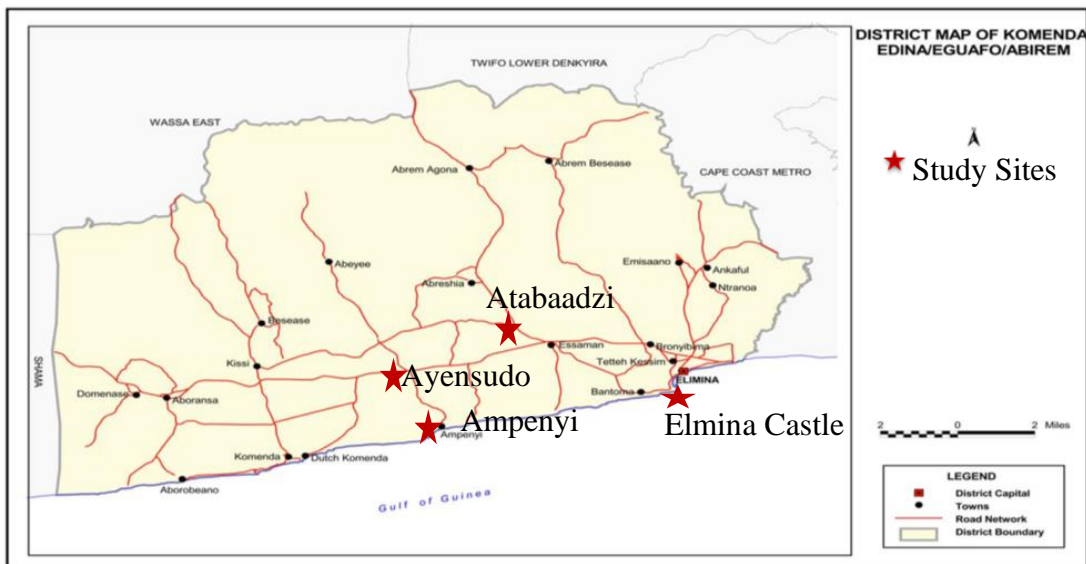 DISTRICT MAP OF KOMENDA
EDINA/EGUAFO/ABIREM
TWIFO LOWER DENKYIRA
WASSA EAST
CAPE COAST METRO
SHAMA
Study Sites
Abrem Agona
Abrem Besease
Abeyee
Emisaano
Ankaful
Abreshia
Ntranoa
Atabaadzi
Besease
Essaman
Bronyibima
Kissi
Tetteh Kessim
Ayensudo
ELIMINA
Domenase
Aboransa
Bantoma
Ampenyi
Elmina Castle
Ampenyi
Komenda
Dutch Komenda
Aborobeano
Gulf of Guinea
2 0 2 Miles
LEGEND
District Capital
Towns
Road Network
District Boundary